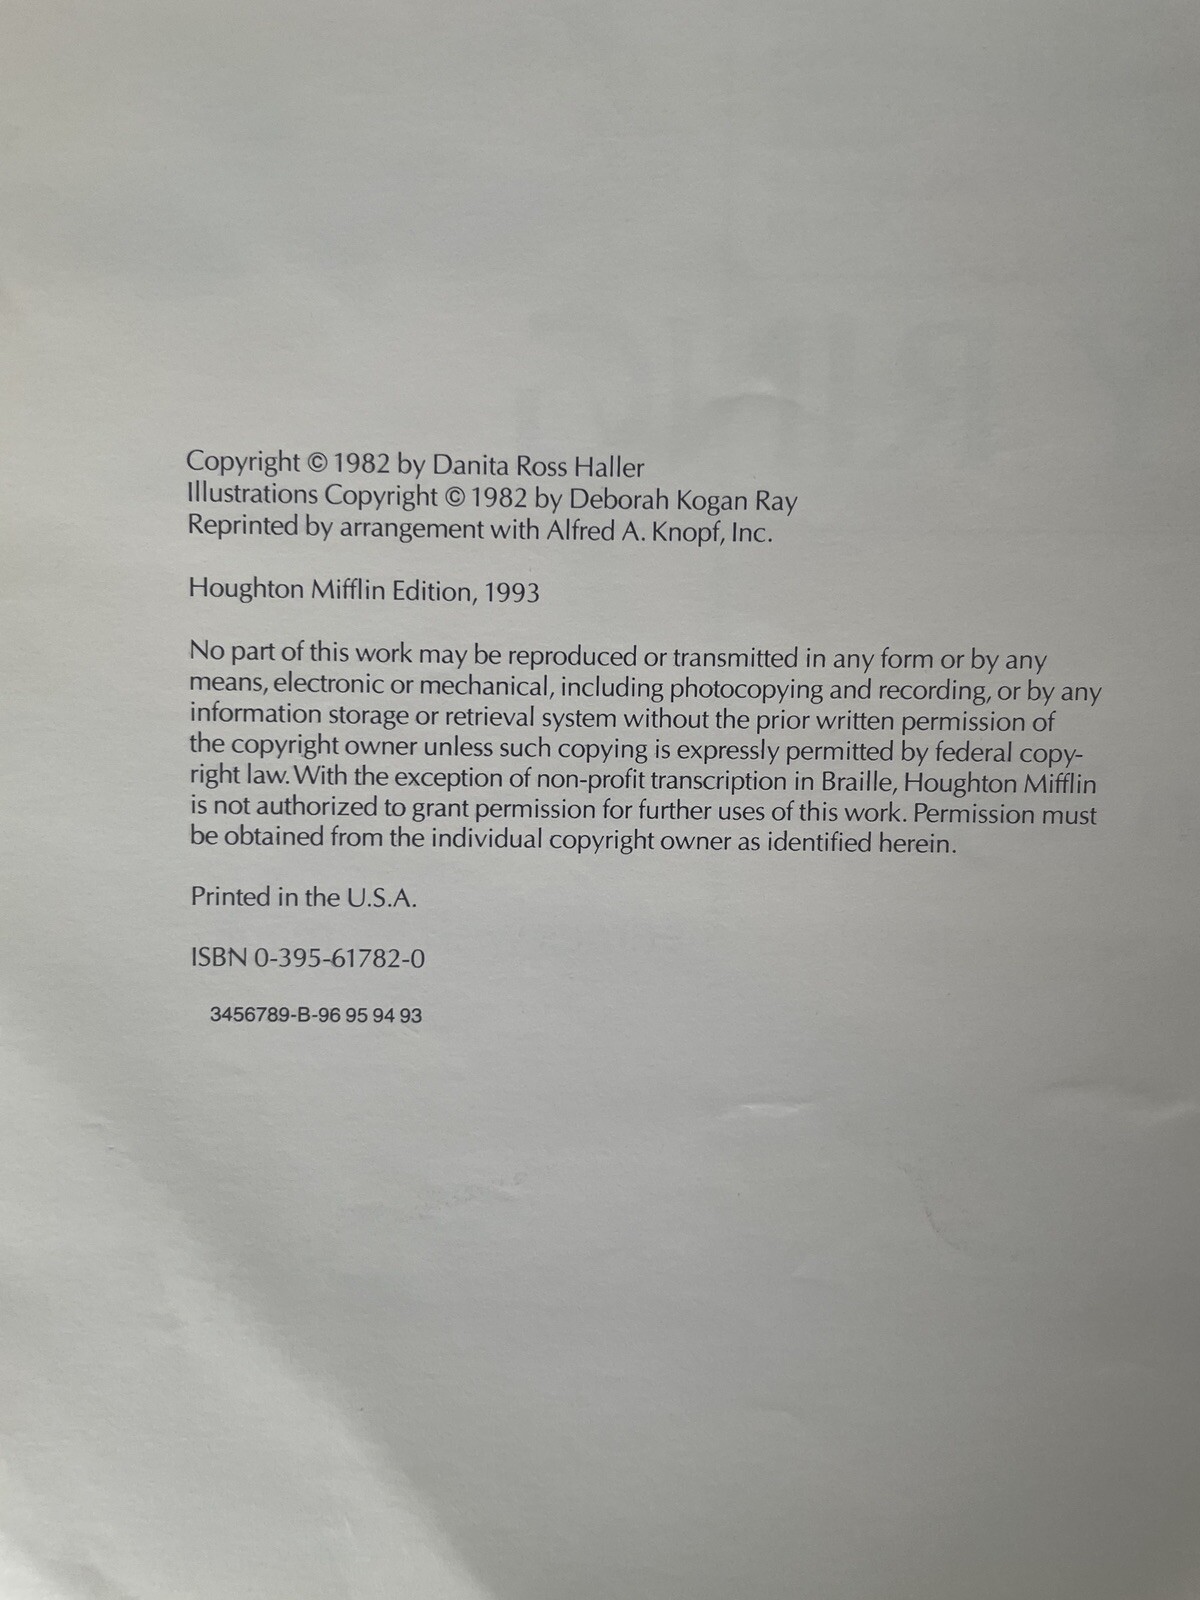 Copyright © 1982 by Danita Ross Haller
Illustrations Copyright © 1982 by Deborah Kogan Ray
Reprinted by arrangement with Alfred A. Knopf, Inc.
Houghton Mifflin Edition, 1993
No part of this work may be reproduced or transmitted in any form or by any
means, electronic or mechanical, including photocopying and recording, or by any
information storage or retrieval system without the prior written permission of
the copyright owner unless such copying is expressly permitted by federal copy-
right law. With the exception of non-profit transcription in Braille, Houghton Mifflin
is not authorized to grant permission for further uses of this work. Permission must
be obtained from the individual copyright owner as identified herein.
Printed in the U.S.A.
ISBN 0-395-61782-0
3456789-B-96 95 94 93